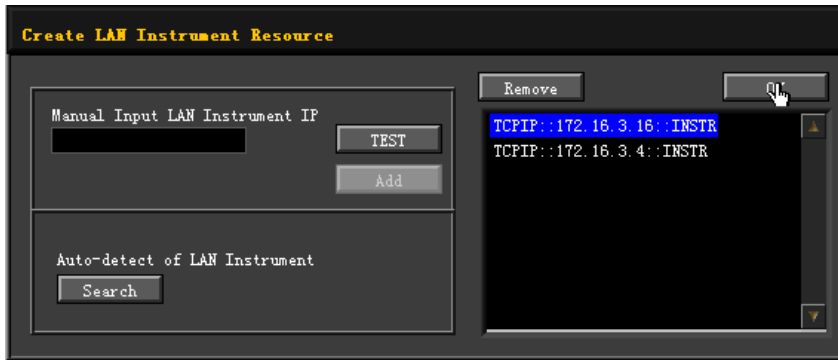 Create LAN Instrument Resource
Manual Input LAN Instrument IP
TEST
Add
Auto-detect of LAN Instrument
Search
Remove
TCPIP::172.16.3.16::INSTR
TCPIP::172.16.3.4::INSTR